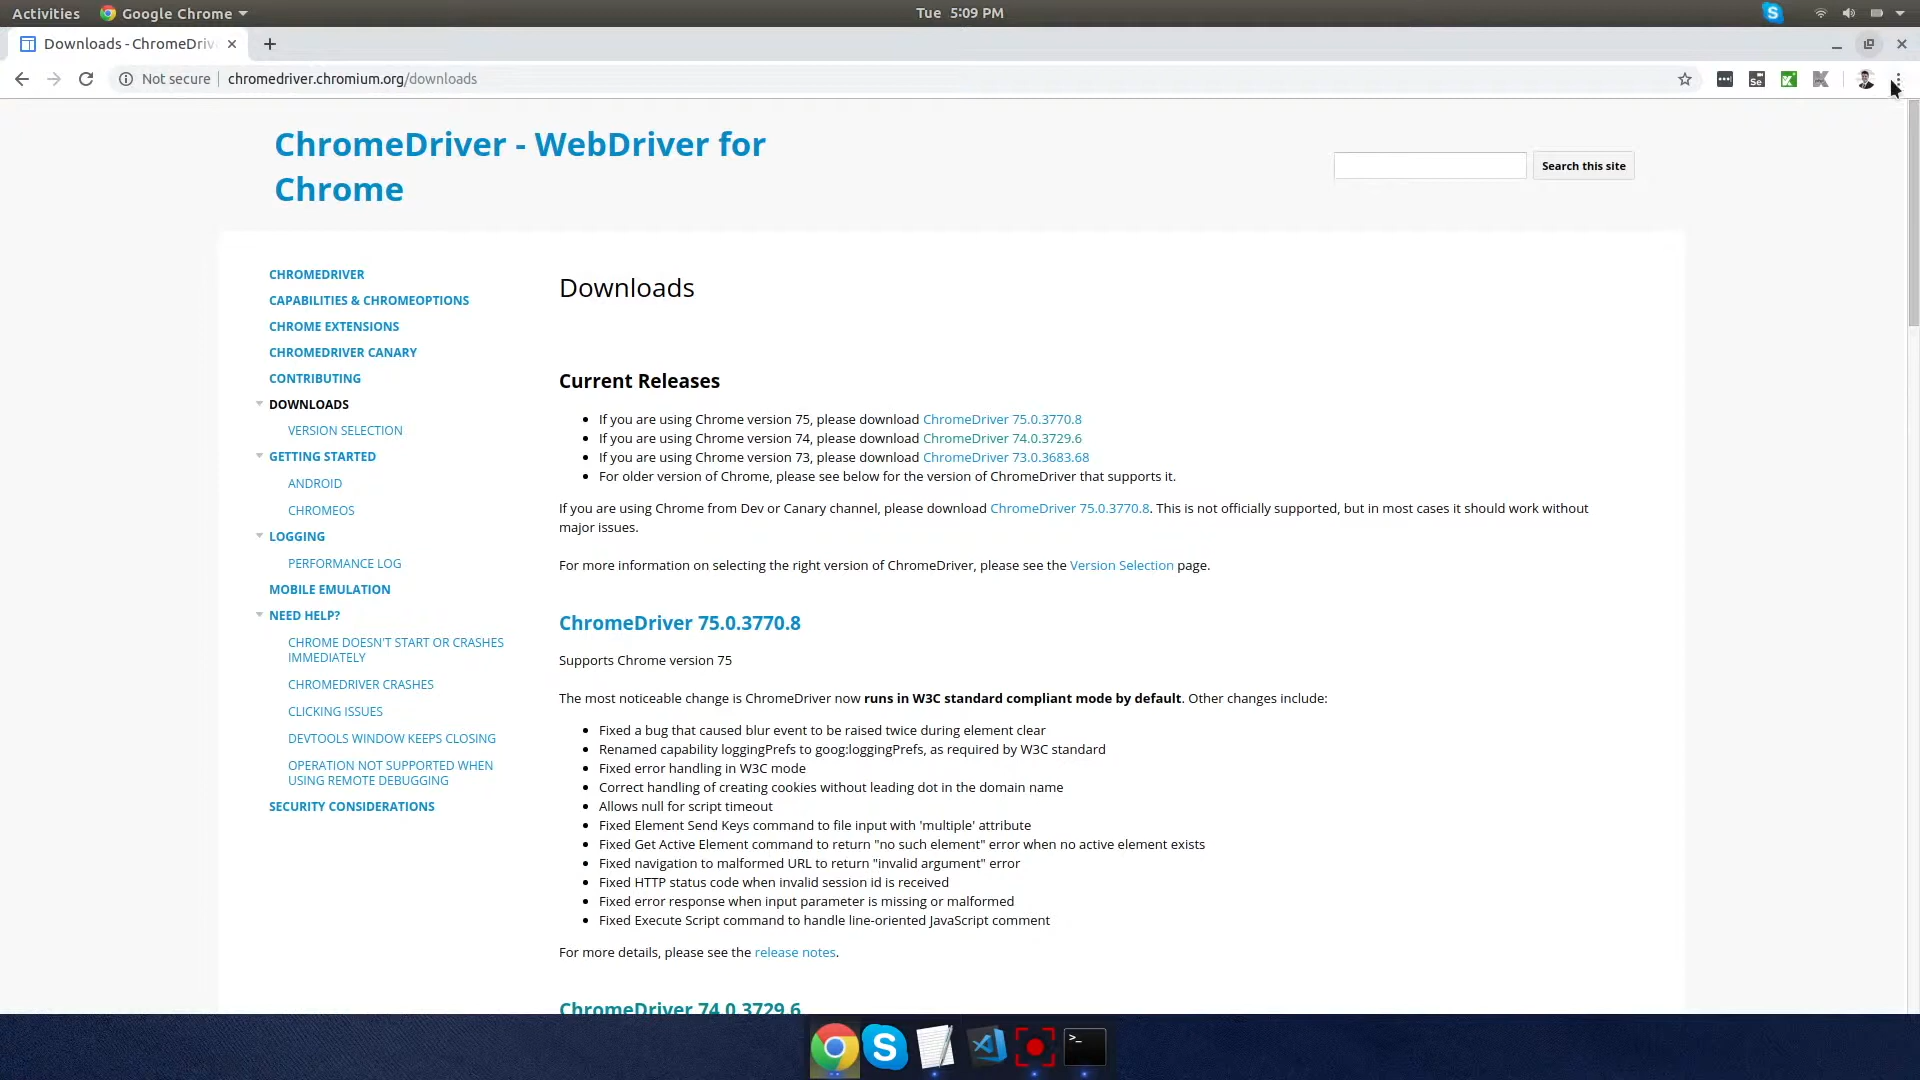 Activities
Google Chrome
Tue 5:09 PM
Downloads - ChromeDriv
Not secure
chromedriver.chromium.org/downloads
ChromeDriver - WebDriver for
Chrome
Search this site
CHROMEDRIVER
CAPABILITIES & CHROMEOPTIONS
CHROME EXTENSIONS
CHROMEDRIVER CANARY
CONTRIBUTING
DOWNLOADS
VERSION SELECTION
GETTING STARTED
ANDROID
CHROMEOS
LOGGING
PERFORMANCE LOG
MOBILE EMULATION
NEED HELP?
CHROME DOESN'T START OR CRASHES
IMMEDIATELY
CHROMEDRIVER CRASHES
CLICKING ISSUES
DEVTOOLS WINDOW KEEPS CLOSING
OPERATION NOT SUPPORTED WHEN
USING REMOTE DEBUGGING
SECURITY CONSIDERATIONS
Downloads
Current Releases
If you are using Chrome version 75, please download ChromeDriver 75.0.3770.8
If you are using Chrome version 74, please download ChromeDriver 74.0.3729.6
If you are using Chrome version 73, please download ChromeDriver 73.0.3683.68
For older version of Chrome, please see below for the version of ChromeDriver that supports it.
If you are using Chrome from Dev or Canary channel, please download ChromeDriver 75.0.3770.8. This is not officially supported, but in most cases it should work without
major issues.
For more information on selecting the right version of ChromeDriver, please see the Version Selection page.
ChromeDriver 75.0.3770.8
Supports Chrome version 75
The most noticeable change is ChromeDriver now runs in W3C standard compliant mode by default. Other changes include:
Fixed a bug that caused blur event to be raised twice during element clear
Renamed capability loggingPrefs to goog:loggingPrefs, as required by W3C standard
Fixed error handling in W3C mode
Correct handling of creating cookies without leading dot in the domain name
Allows null for script timeout
Fixed Element Send Keys command to file input with 'multiple' attribute
Fixed Get Active Element command to return "no such element" error when no active element exists
Fixed navigation to malformed URL to return "invalid argument" error
Fixed HTTP status code when invalid session id is received
Fixed error response when input parameter is missing or malformed
Fixed Execute Script command to handle line-oriented JavaScript comment
For more details, please see the release notes.
ChromeDriver 74.0.3729.6